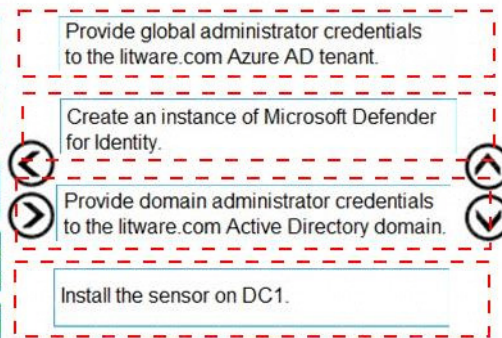 Provide global administrator credentials
to the litware.com Azure AD tenant.
Create an instance of Microsoft Defender
for Identity.
Provide domain administrator credentials
to the litware.com Active Directory domain.
Install the sensor on DC1.